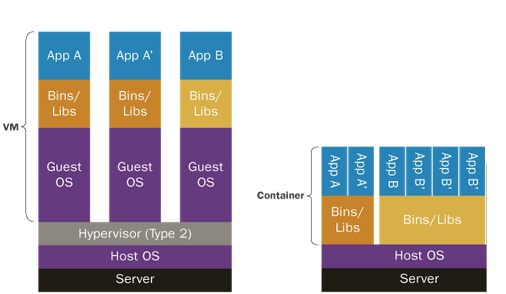 VM
App A
App A'
App B
Bins/
Libs
Bins/
Libs
Bins/
Libs
Guest
OS
Guest
OS
Guest
OS
Hypervisor (Type 2)
Host OS
Server
Container
App A
App A'
App B
App B'
App B'
App B'
Bins/
Libs
Bins/Libs
Host OS
Server